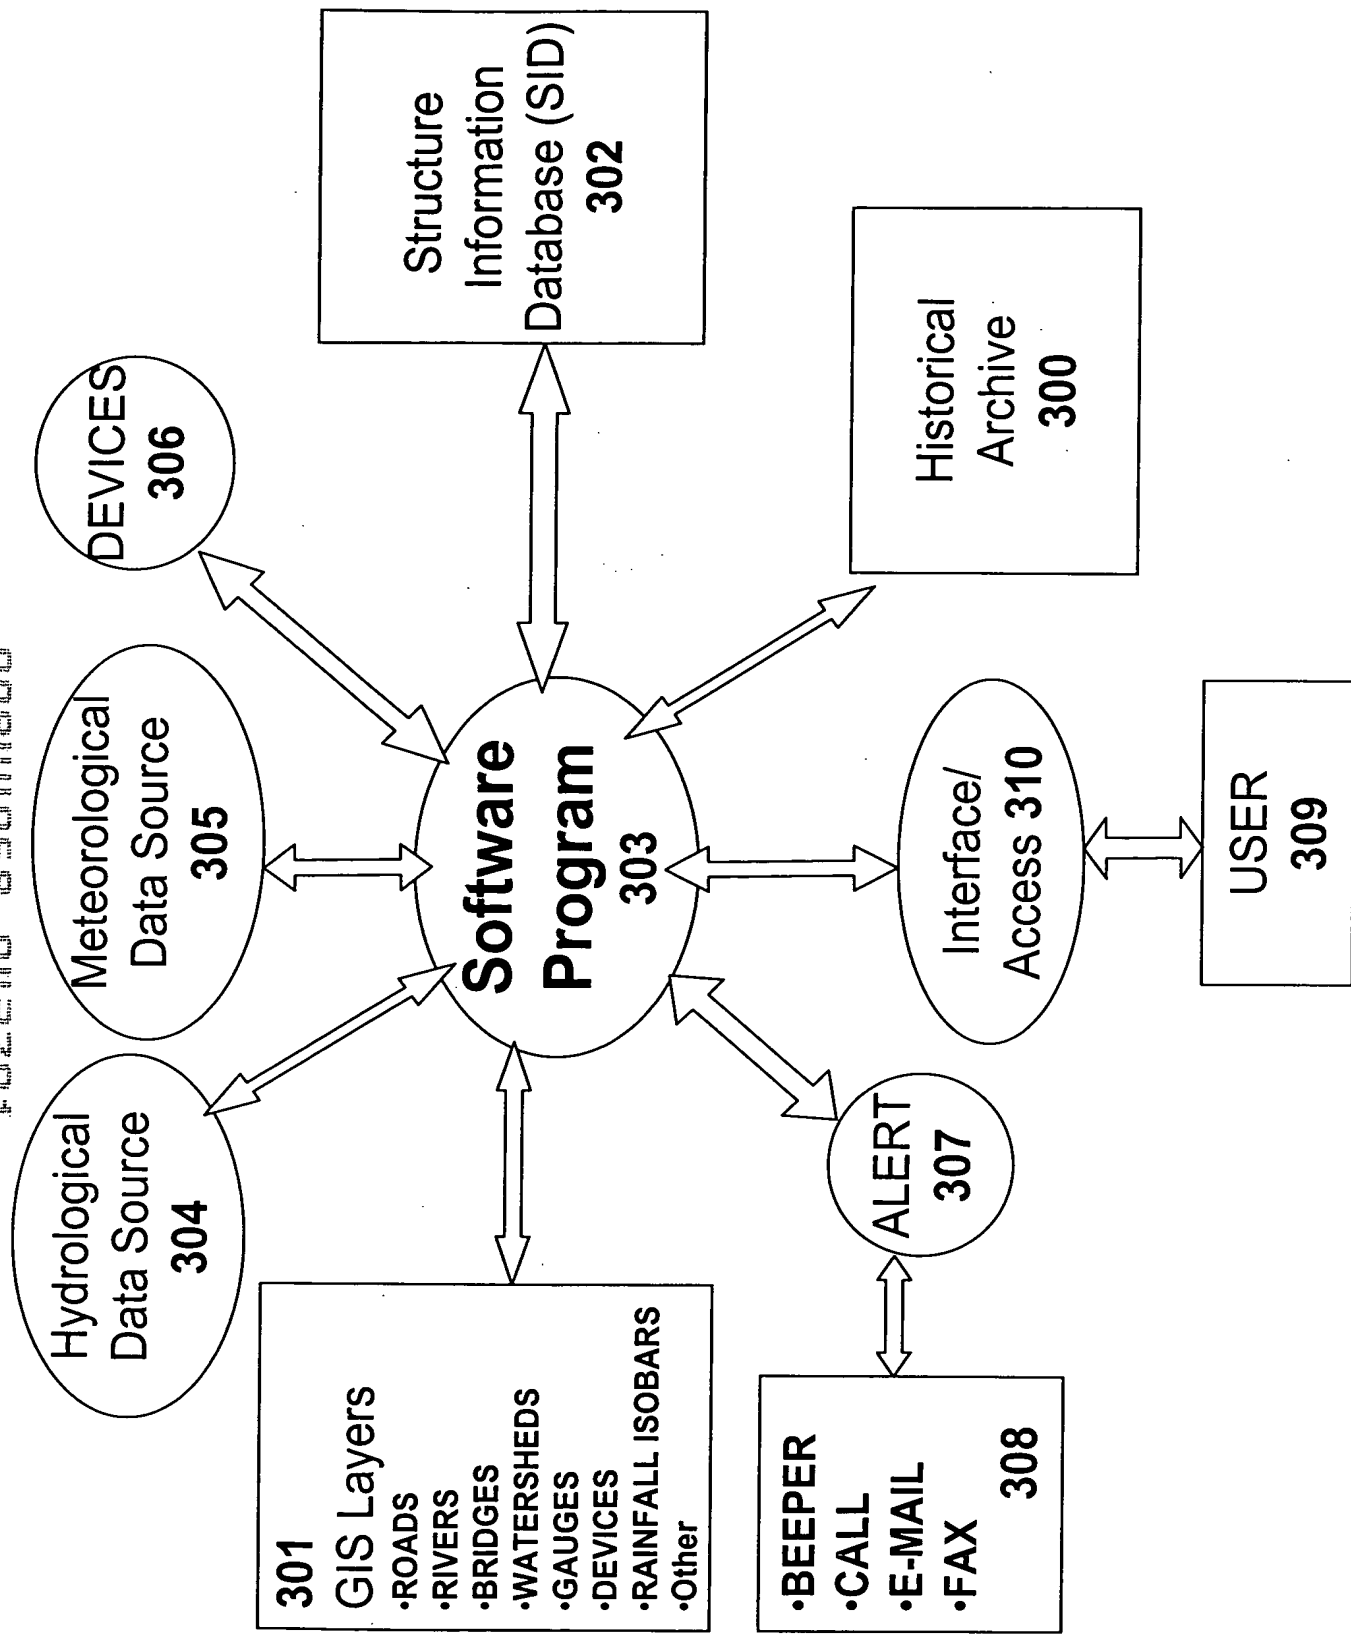 Hydrological
Data Source
304
Meteorological
Data Source
305
DEVICES
306
301
GIS Layers
•ROADS
•RIVERS
•BRIDGES
•WATERSHEDS
•GAUGES
•DEVICES
•RAINFALL ISOBARS
•Other
Software
Program
303
Structure
Information
Database (SID)
302
•BEEPER
•CALL
•E-MAIL
•FAX
308
ALERT
307
Interface/
Access 310
Historical
Archive
300
USER
309